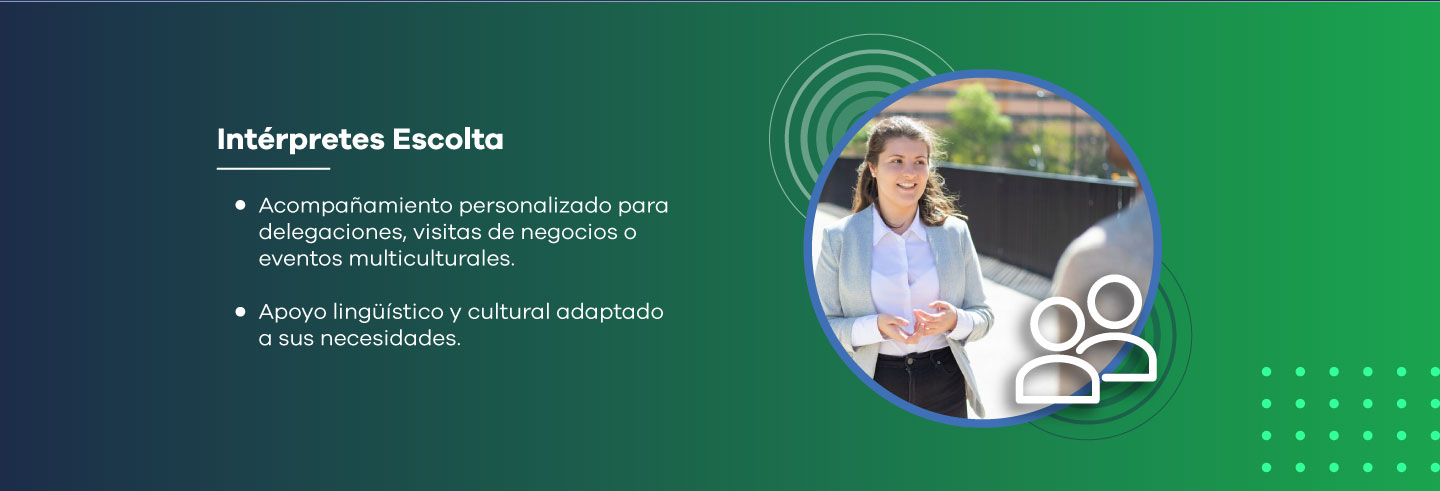 Intérpretes Escolta
Acompañamiento personalizado para
delegaciones, visitas de negocios o
eventos multiculturales.
Apoyo lingüístico y cultural adaptado
a sus necesidades.